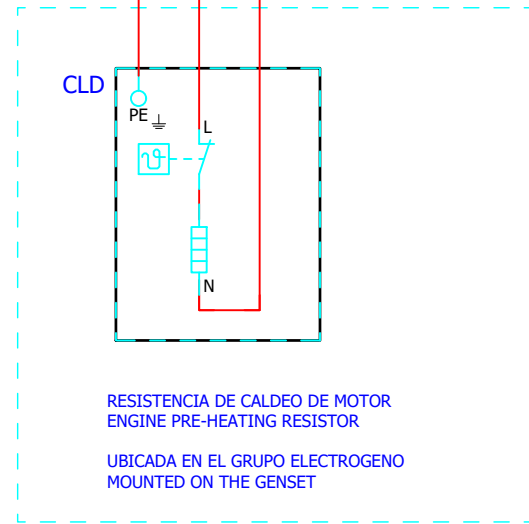 CLD
PE
L
N
RESISTENCIA DE CALDEO DE MOTOR
ENGINE PRE-HEATING RESISTOR
UBICADA EN EL GRUPO ELECTROGENO
MOUNTED ON THE GENSET